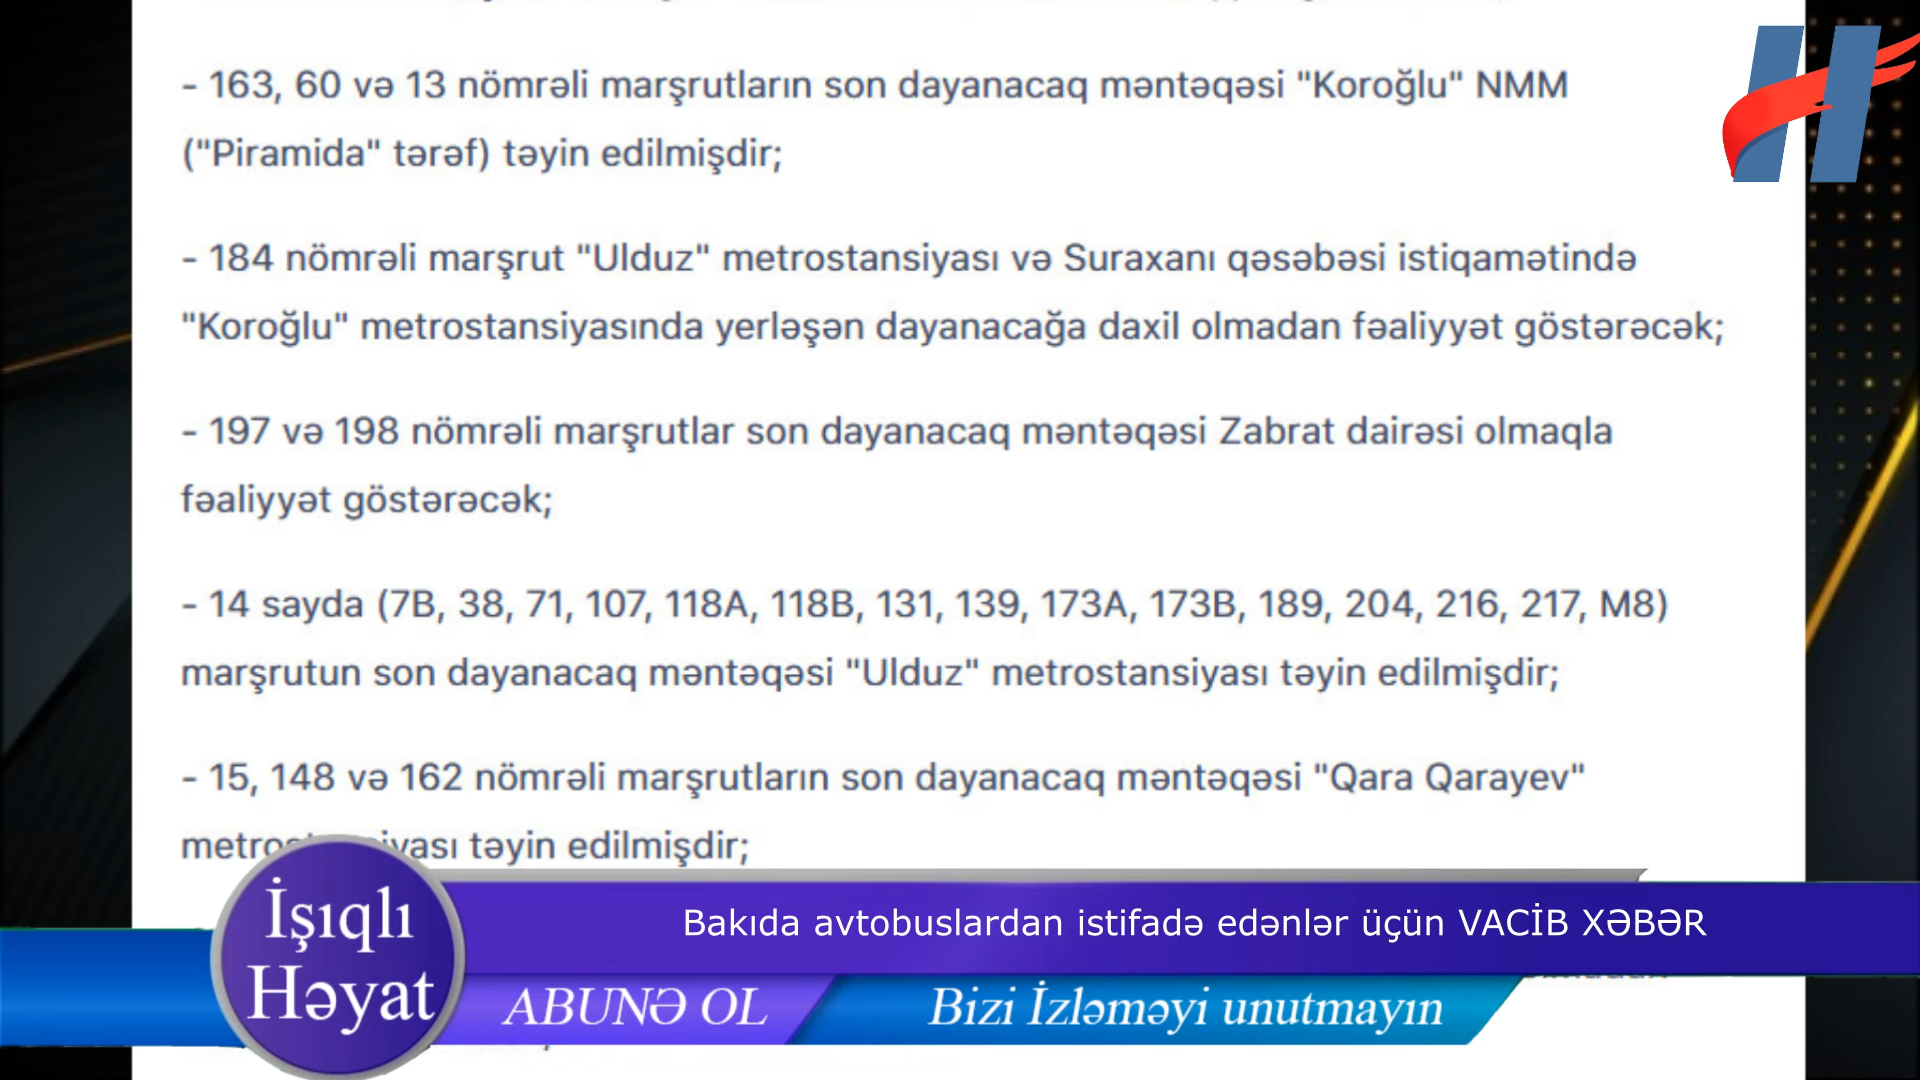 - 163, 60 və 13 nömrəli marşrutların son dayanacaq məntəqəsi "Koroğlu" NMM
("Piramida" tərəf) təyin edilmişdir;
- 184 nömrəli marşrut "Ulduz" metrostansiyası və Suraxanı qəsəbəsi istiqamətində
"Koroğlu" metrostansiyasında yerləşən dayanacağa daxil olmadan fəaliyyət göstərəcək;
- 197 və 198 nömrəli marşrutlar son dayanacaq məntəqəsi Zabrat dairəsi olmaqla
fəaliyyət göstərəcək;
- 14 sayda (7B, 38, 71, 107, 118A, 118B, 131, 139, 173A, 173B, 189, 204, 216, 217, M8)
marşrutun son dayanacaq məntəqəsi "Ulduz" metrostansiyası təyin edilmişdir;
- 15, 148 və 162 nömrəli marşrutların son dayanacaq məntəqəsi "Qara Qarayev"
təyin edilmişdir;
İşıqlı
Həyat
Bakıda avtobuslardan istifadə edənlər üçün VACİB XƏBƏR
ABUNƏ OL
Bizi İzləməyi unutmayın